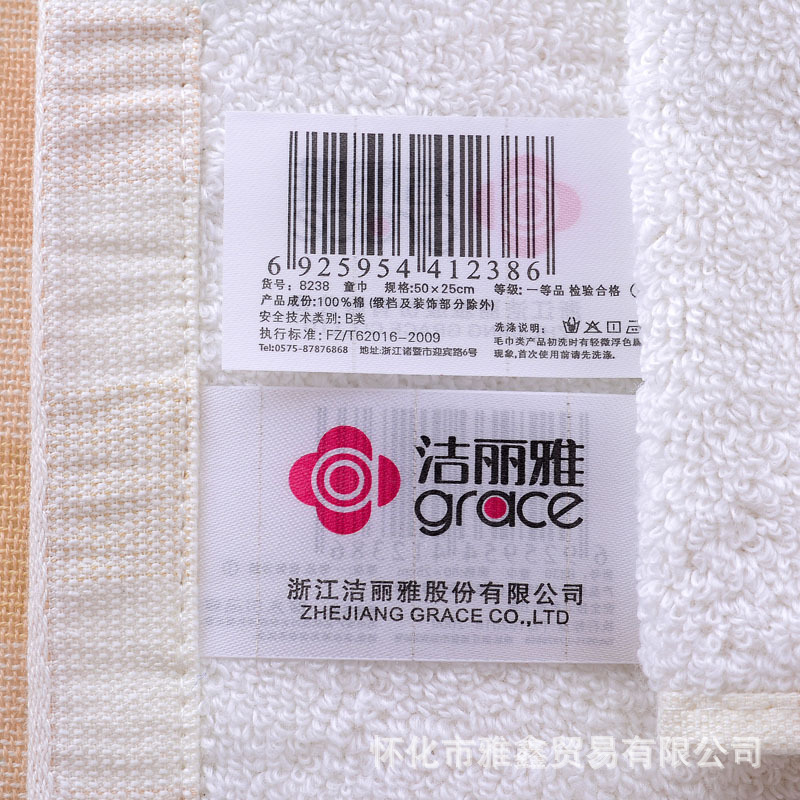 6 925954 412386
货号: 8238 童巾 规格:50×25cm 等级: 一等品 检验合格
产品成份:100%棉 (缎档及装饰部分除外)
安全技术类别: B类
执行标准: FZ/T62016-2009
Tel:0575-87876868 地址:浙江诸暨市迎宾路6号
洗涤说明:
毛巾类产品初洗时有轻微浮色
现象,首次使用前请先洗涤.
洁丽雅
grace
浙江洁丽雅股份有限公司
ZHEJIANG GRACE CO.,LTD
怀化市雅鑫贸易有限公司